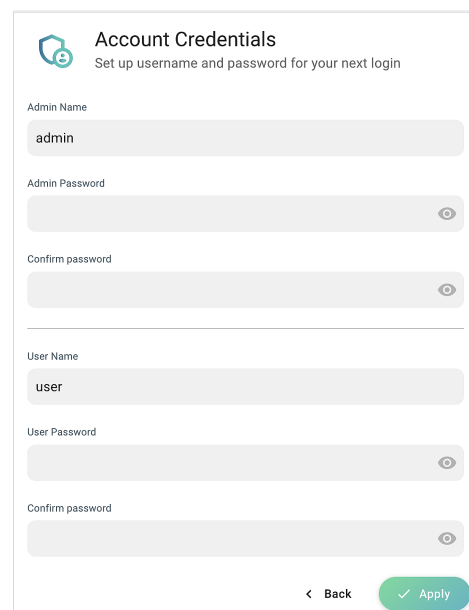 Account Credentials
Set up username and password for your next login
Admin Name
admin
Admin Password
Confirm password
User Name
user
User Password
Confirm password
Back
Apply